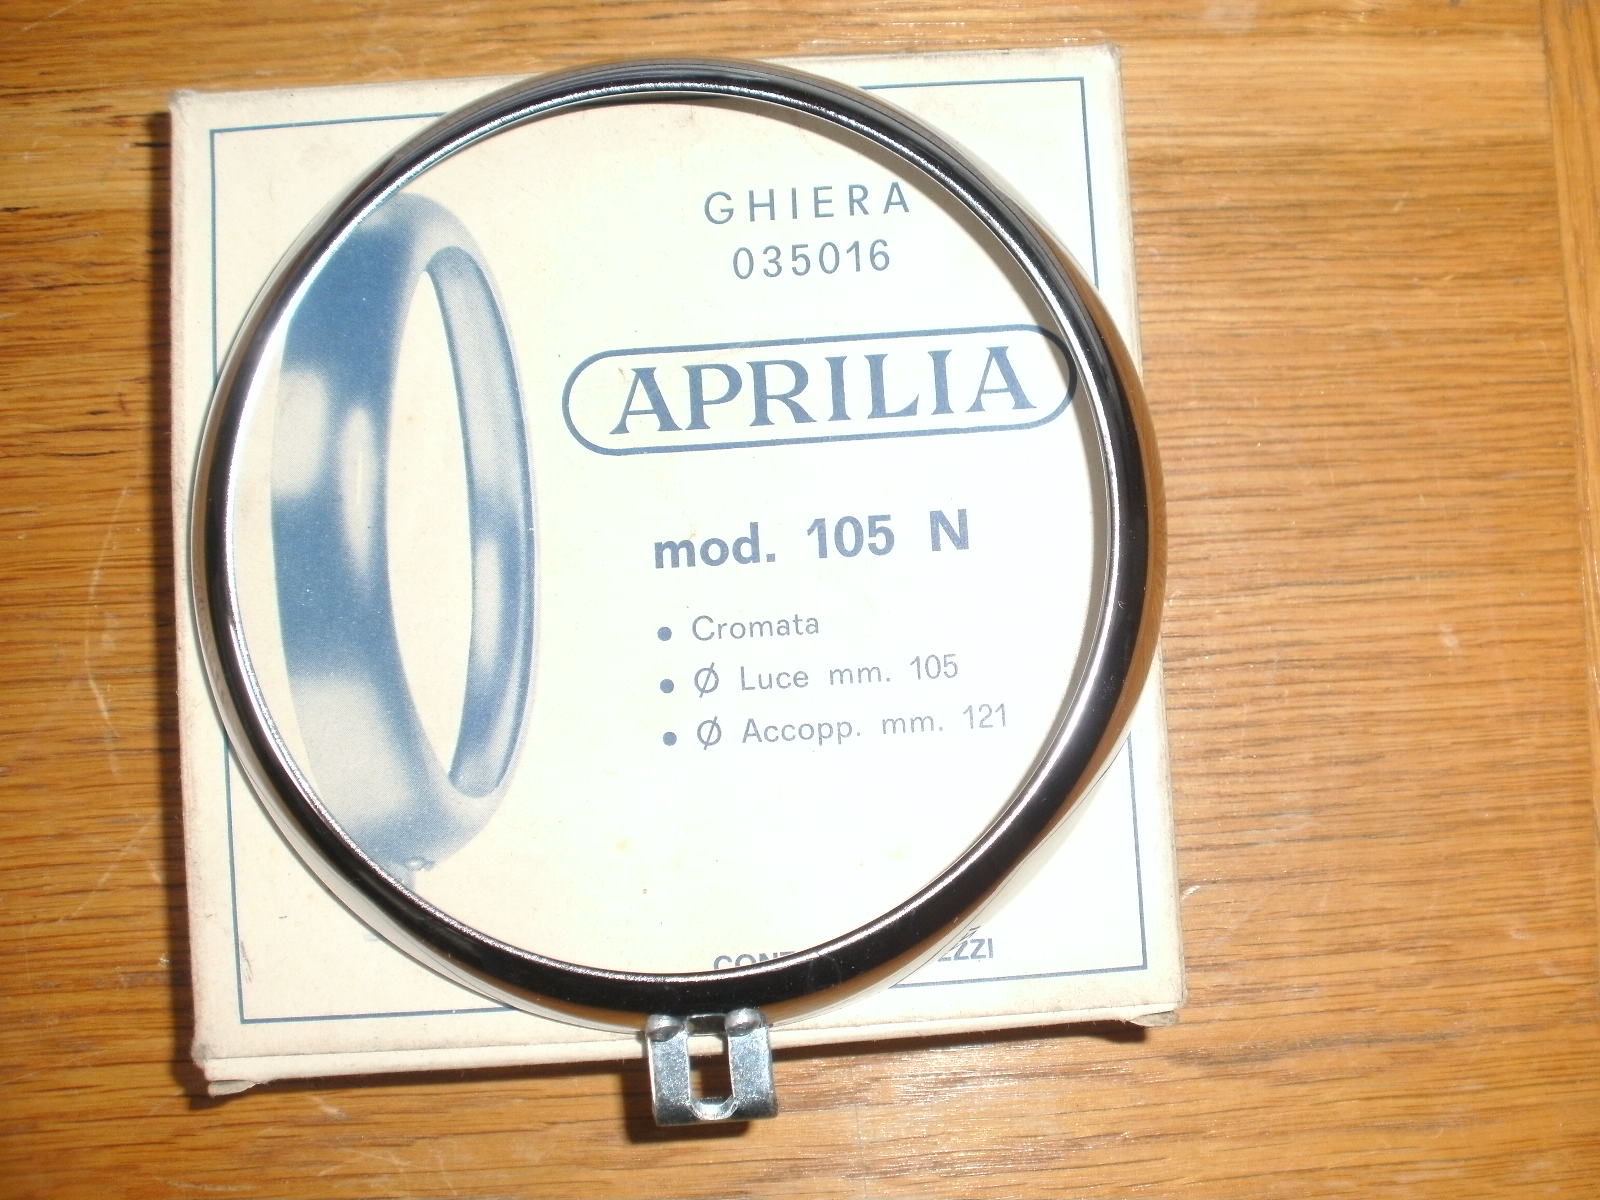 GHIERA
035016
APRILIA
mod. 105 N
• Cromata
• Ø Luce mm. 105
• Ø Accopp. mm. 121